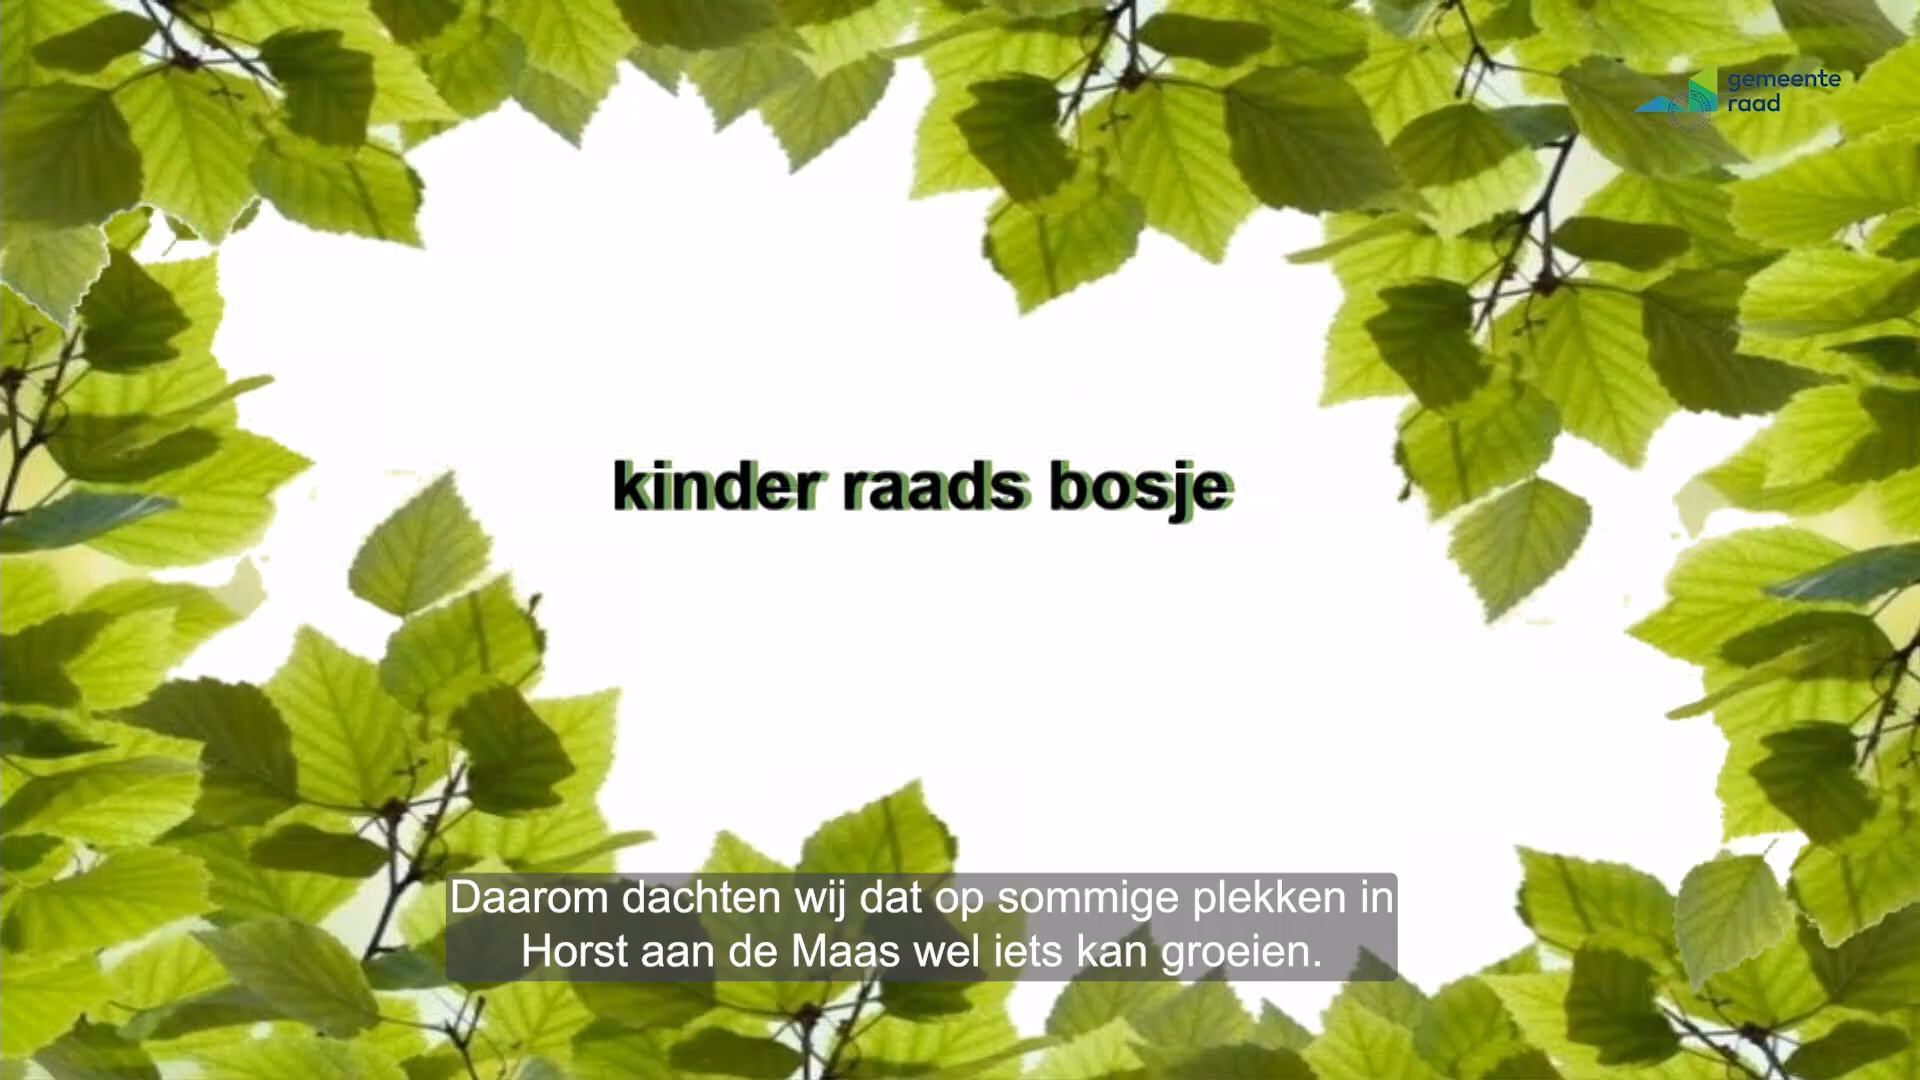 gemeente
raad
kinder raads bosje
Daarom dachten wij dat op sommige plekken in
Horst aan de Maas wel iets kan groeien.